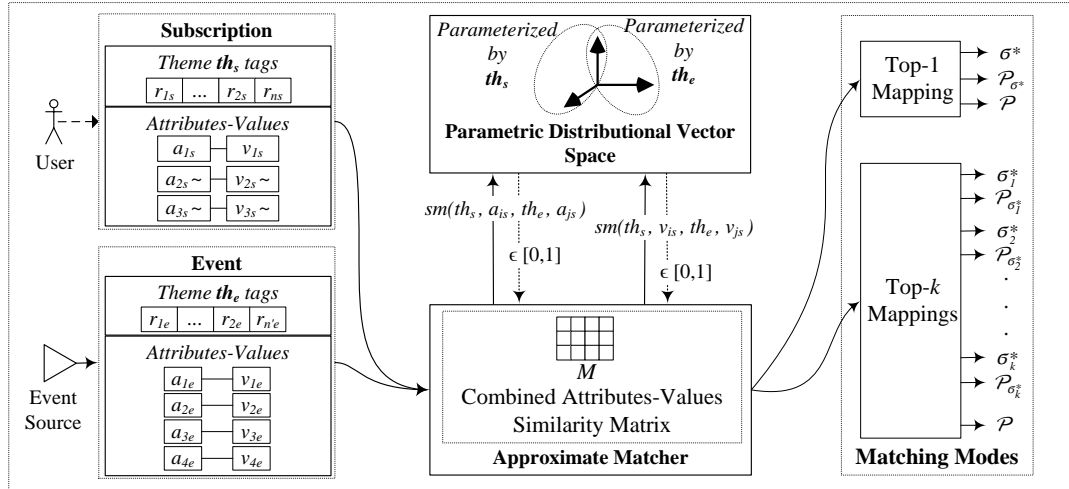 Subscription
Theme th_s tags
r_1s ... r_2s r_ns
Attributes-Values
a_1s v_1s
a_2s ~ v_2s ~
a_3s ~ v_3s ~
User
Event
Theme th_e tags
r_1e ... r_2e r_n'e
Attributes-Values
a_1e v_1e
a_2e v_2e
a_3e v_3e
a_4e v_4e
Event
Source
Parameterized
by
th_s
Parameterized
by
th_e
Parametric Distributional Vector
Space
sm(th_s, a_is, th_e, a_js)
ϵ [0,1]
sm(th_s, v_is, th_e, v_js)
ϵ [0,1]
M
Combined Attributes-Values
Similarity Matrix
Approximate Matcher
Top-1
Mapping
σ*
P_σ*
P
Top-k
Mappings
σ*_1
P_σ*_1
σ*_2
P_σ*_2
.
.
.
σ*_k
P_σ*_k
P
Matching Modes